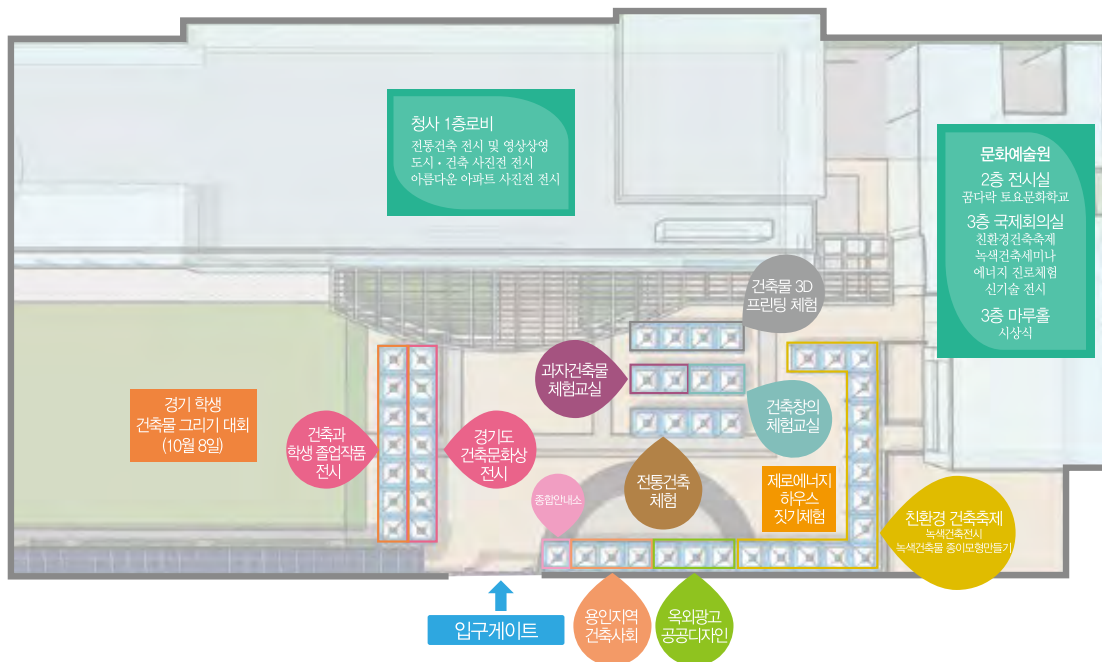 청사 1층로비
전통건축 전시 및 영상상영
도시·건축 사진전 전시
아름다운 아파트 사진전 전시
문화예술원
2층 전시실
꿈다락 토요문화학교
3층 국제회의실
친환경건축축제
녹색건축세미나
에너지 진로체험
신기술 전시
3층 마루홀
시상식
건축물 3D
프린팅 체험
과자건축물
체험교실
건축창의
체험교실
경기 학생
건축물 그리기 대회
(10월 8일)
건축과
학생 졸업작품
전시
경기도
건축문화상
전시
전통건축
체험
제로에너지
하우스
짓기체험
종합안내소
친환경 건축축제
녹색건축전시
녹색건축물 종이모형만들기
용인지역
건축사회
옥외광고
공공디자인
입구게이트